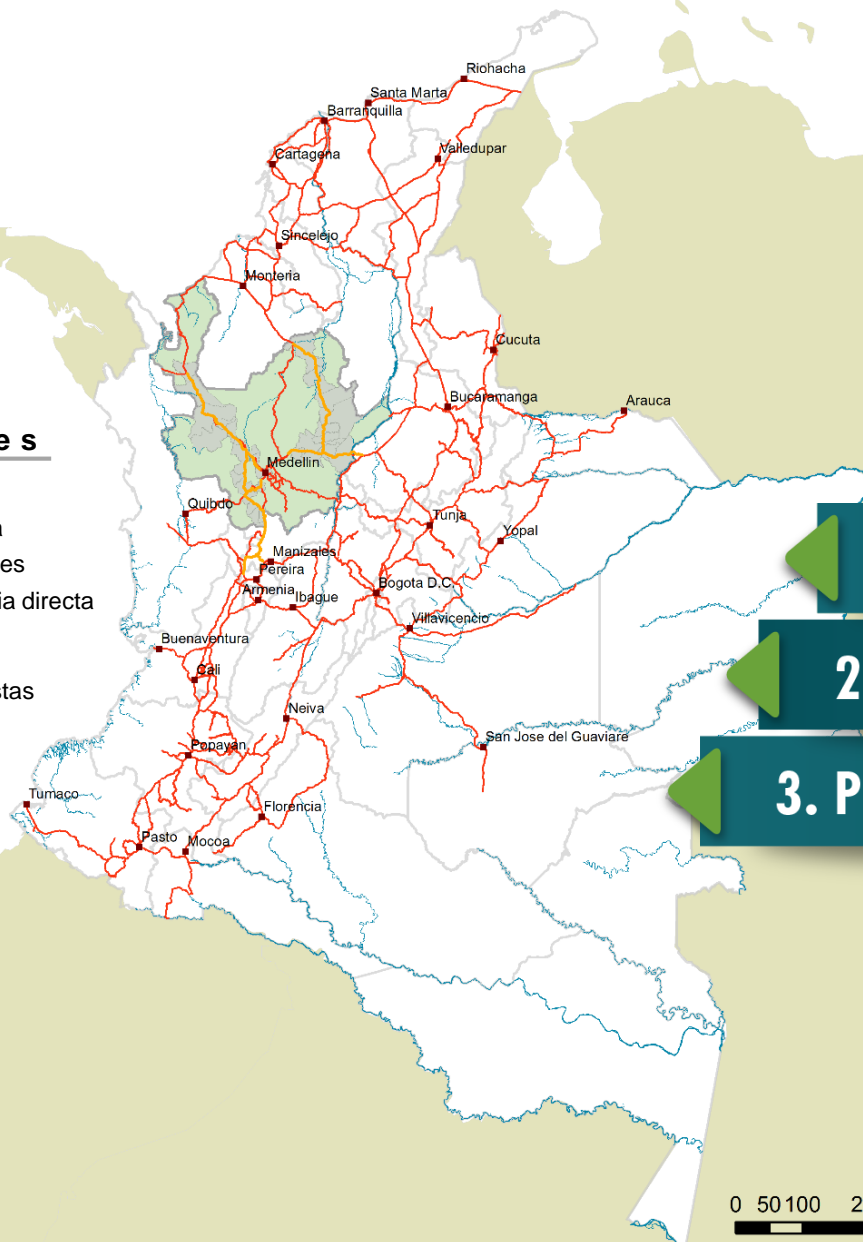 Riohacha
Santa Marta
Barranquilla
Cartagena
Valledupar
Sincelejo
Monteria
Cucuta
Bucaramanga
Arauca
e s
Medellin
Quibdo
Tunja
a
Yopal
Manizales
es
Pereira
Bogota D.C.
Armenia
Ibague
ia directa
Villavicencio
Buenaventura
Cali
2
stas
Neiva
San Jose del Guaviare
Popayan
3. P
Tumaco
Florencia
Pasto
Mocoa
0 50 100 2